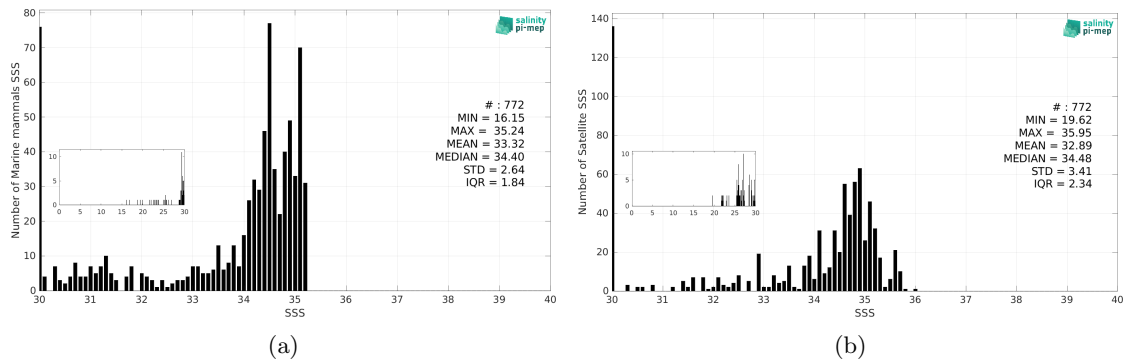 salinity
pi-mep
Number of Marine mammals SSS
80
70
60
50
40
30
20
10
0
# : 772
MIN = 16.15
MAX = 35.24
MEAN = 33.32
MEDIAN = 34.40
STD = 2.64
IQR = 1.84
10
5
0
0 5 10 15 20 25 30
30 31 32 33 34 35 36 37 38 39 40
SSS
(a)
salinity
pi-mep
Number of Satellite SSS
140
120
100
80
60
40
20
0
# : 772
MIN = 19.62
MAX = 35.95
MEAN = 32.89
MEDIAN = 34.48
STD = 3.41
IQR = 2.34
10
5
0
0 5 10 15 20 25 30
30 31 32 33 34 35 36 37 38 39 40
SSS
(b)